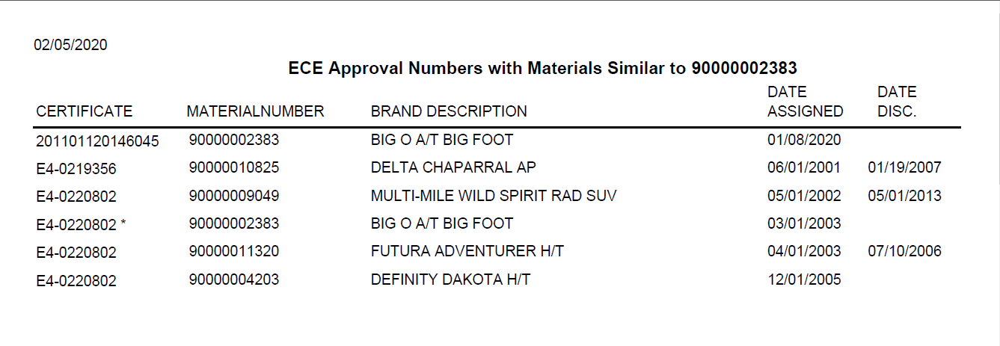 02/05/2020
ECE Approval Numbers with Materials Similar to 90000002383
CERTIFICATE MATERIALNUMBER BRAND DESCRIPTION DATE ASSIGNED DATE DISC.
201101120146045 90000002383 BIG O A/T BIG FOOT 01/08/2020
E4-0219356 90000010825 DELTA CHAPARRAL AP 06/01/2001 01/19/2007
E4-0220802 90000009049 MULTI-MILE WILD SPIRIT RAD SUV 05/01/2002 05/01/2013
E4-0220802 * 90000002383 BIG O A/T BIG FOOT 03/01/2003
E4-0220802 90000011320 FUTURA ADVENTURER H/T 04/01/2003 07/10/2006
E4-0220802 90000004203 DEFINITY DAKOTA H/T 12/01/2005